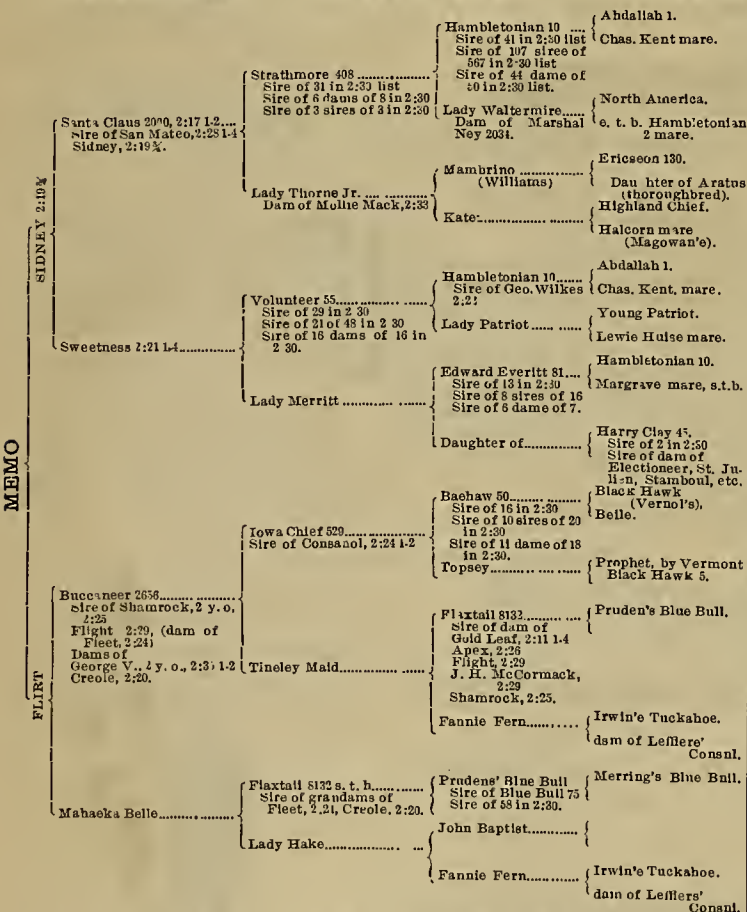 MEMO
SIDNEY 2:19¾
Santa Claus 2000, 2:17 1-2....
Sire of San Mateo, 2:28 1-4
Sidney, 2:19¾.
Strathmore 408
Sire of 31 in 2:30 list
Sire of 6 dams of 8 in 2:30
Sire of 3 sires of 3 in 2:30
Hambletonian 10 ....
Sire of 41 in 2:30 list
Sire of 107 sires of
567 in 2-30 list
Sire of 44 dame of
50 in 2:30 list.
Abdallah 1.
Chas. Kent mare.
Lady Waltermire......
Dam of Marshal
Ney 2034.
North America.
e. t. b. Hambletonian
2 mare.
Lady Thorne Jr. ....
Dam of Mollie Mack, 2:33
Mambrino
(Williams)
Ericsson 130.
Dau hter of Aratus
(thoroughbred).
Kate
Highland Chief.
Halcorn mare
(Magowan's).
Sweetness 2:21 1-4
Volunteer 55
Sire of 29 in 2 30
Sire of 21 of 48 in 2 30
Sire of 16 dams of 16 in
2 30.
Hambletonian 10
Sire of Geo. Wilkes
2:22
Abdallah 1.
Chas. Kent. mare.
Lady Patriot
Young Patriot.
Lewie Hulse mare.
Lady Merritt
Edward Everitt 81....
Sire of 13 in 2:30
Sire of 8 sires of 16
Sire of 6 dame of 7.
Hambletonian 10.
Margrave mare, s.t.b.
Daughter of
Harry Clay 45.
Sire of 2 in 2:30
Sire of dam of
Electioneer, St. Ju-
lien, Stamboul, etc.
FLIRT
Buccaneer 2656
Sire of Shamrock, 2 y. o,
2:25
Flight 2:29, (dam of
Fleet, 2:24)
Dams of
George V., 2 y. o., 2:35 1-2
Creole, 2:20.
Iowa Chief 529
Sire of Consanol, 2:24 1-2
Bashaw 50
Sire of 16 in 2:30
Sire of 10 sires of 20
in 2:30
Sire of 11 dame of 18
in 2:30.
Black Hawk
(Vernol's).
Belle.
Topsey
Prophet, by Vermont
Black Hawk 5.
Tinsley Maid
Flaxtail 8132
Sire of dam of
Gold Leaf, 2:11 1-4
Apex, 2:26
Flight, 2:29
J. H. McCormack,
2:29
Shamrock, 2:25.
Pruden's Blue Bull.
Fannie Fern
Irwin's Tuckahoe.
dam of Lefflers'
Consul.
Mahaska Belle
Flaxtail 8132 s. t. b.
Sire of grandams of
Fleet, 2.21, Creole, 2:20.
Prudens' Blue Bull
Sire of Blue Bull 75
Sire of 58 in 2:30.
Merring's Blue Bull.
Lady Hake
John Baptist
Fannie Fern
Irwin's Tuckahoe.
dam of Lefflers'
Consul.